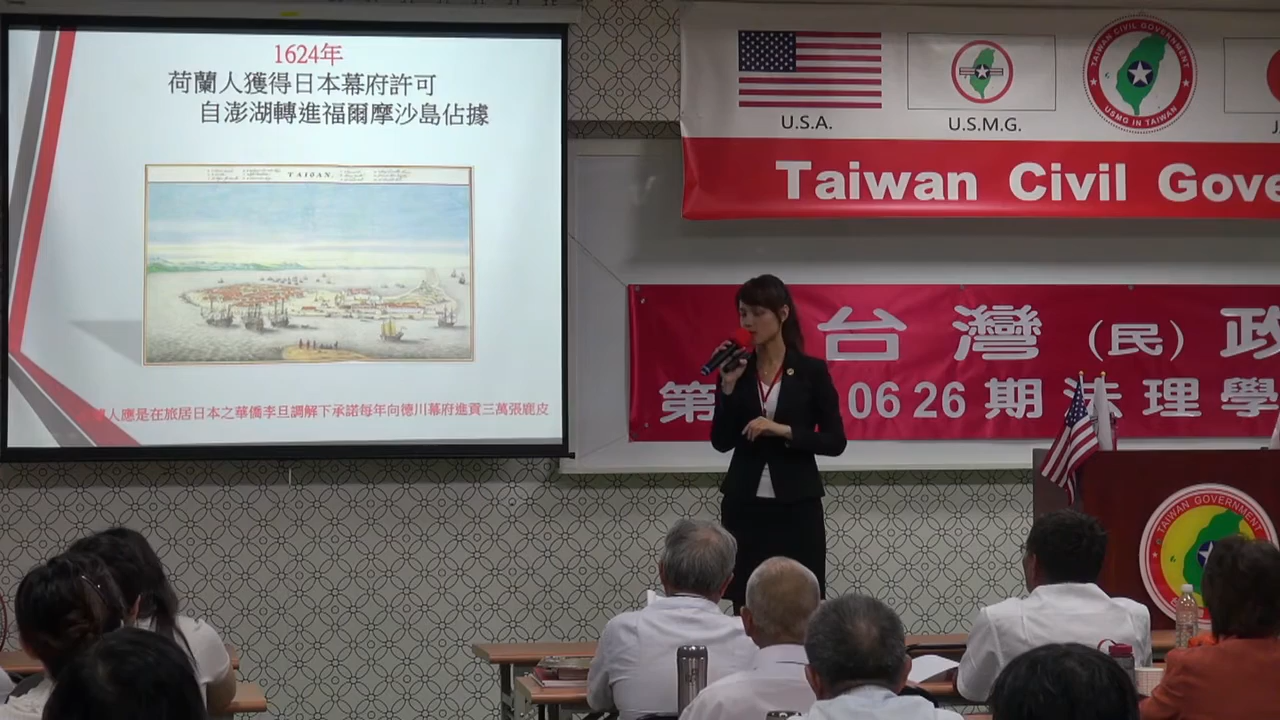 1624年
荷蘭人獲得日本幕府許可
自澎湖轉進福爾摩沙島佔據
TAIOAN.
人應是在旅居日本之華僑李旦調解下承諾每年向德川幕府進貢三萬張鹿皮
U.S.A.
U.S.M.G.
TAIWAN CIVIL GOVERNMENT
USMG IN TAIWAN
J
Taiwan Civil Gove
台灣（民）政
第 0626期法理學
TAIWAN GOVERNMENT